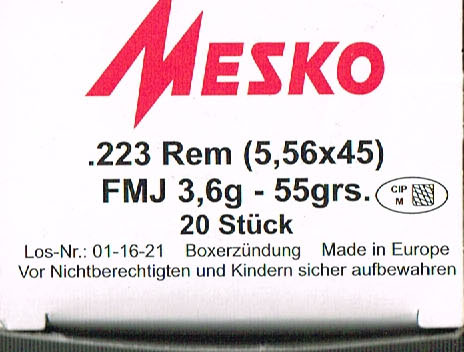 MESKO
.223 Rem (5,56x45)
FMJ 3,6g - 55grs. CIP M
20 Stück
Los-Nr.: 01-16-21 Boxerzündung Made in Europe
Vor Nichtberechtigten und Kindern sicher aufbewahren